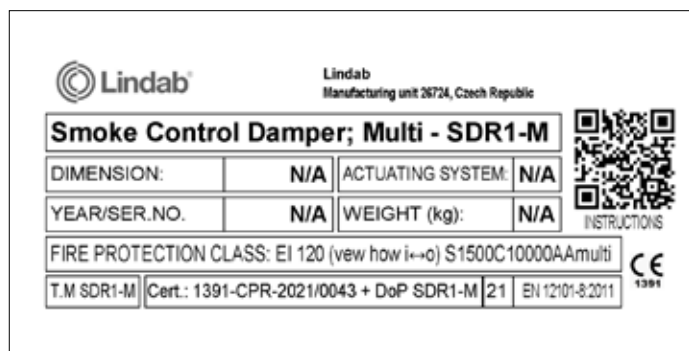 Lindab®
Lindab
Manufacturing unit 26724, Czech Republic
Smoke Control Damper; Multi - SDR1-M
DIMENSION: N/A ACTUATING SYSTEM: N/A
YEAR/SER.NO. N/A WEIGHT (kg): N/A
INSTRUCTIONS
FIRE PROTECTION CLASS: EI 120 (vew how i↔o) S1500C10000AAmulti
CE
1391
T.M SDR1-M Cert.: 1391-CPR-2021/0043 + DoP SDR1-M 21 EN 12101-8:2011